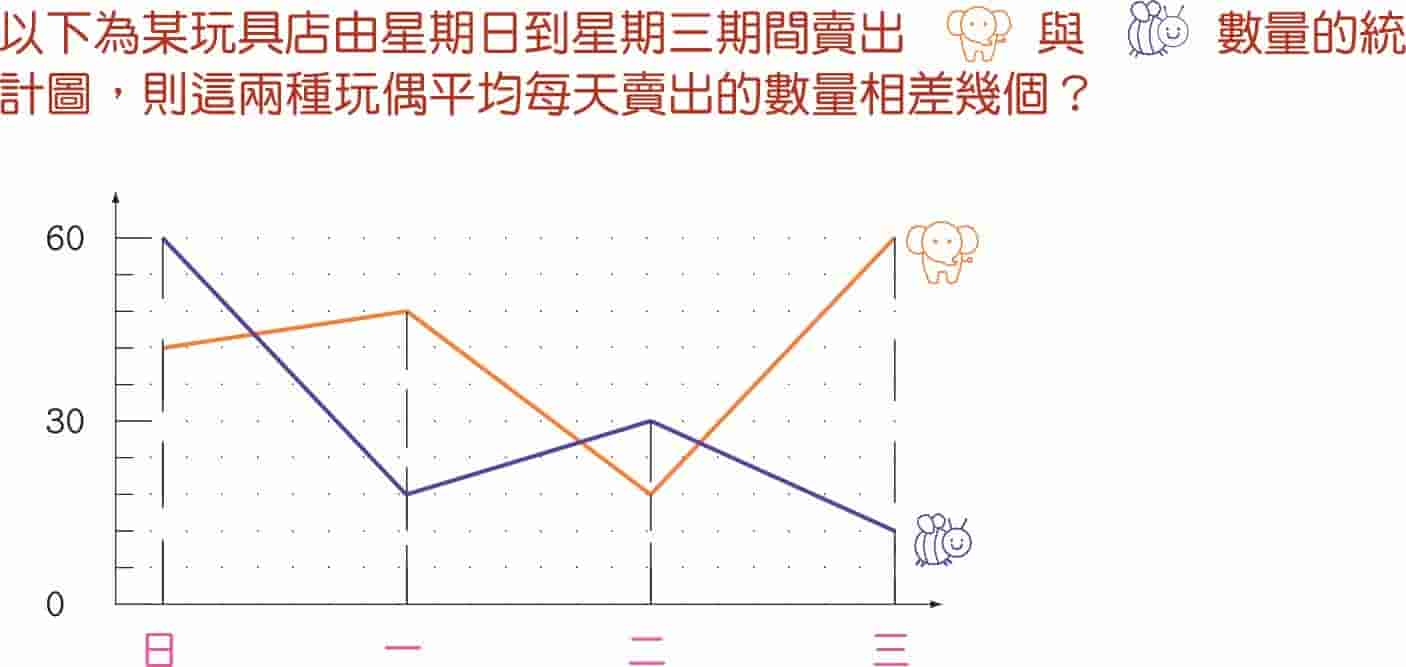 以下為某玩具店由星期日到星期三期間賣出 與 數量的統
計圖，則這兩種玩偶平均每天賣出的數量相差幾個？
60
30
0
日 一 二 三